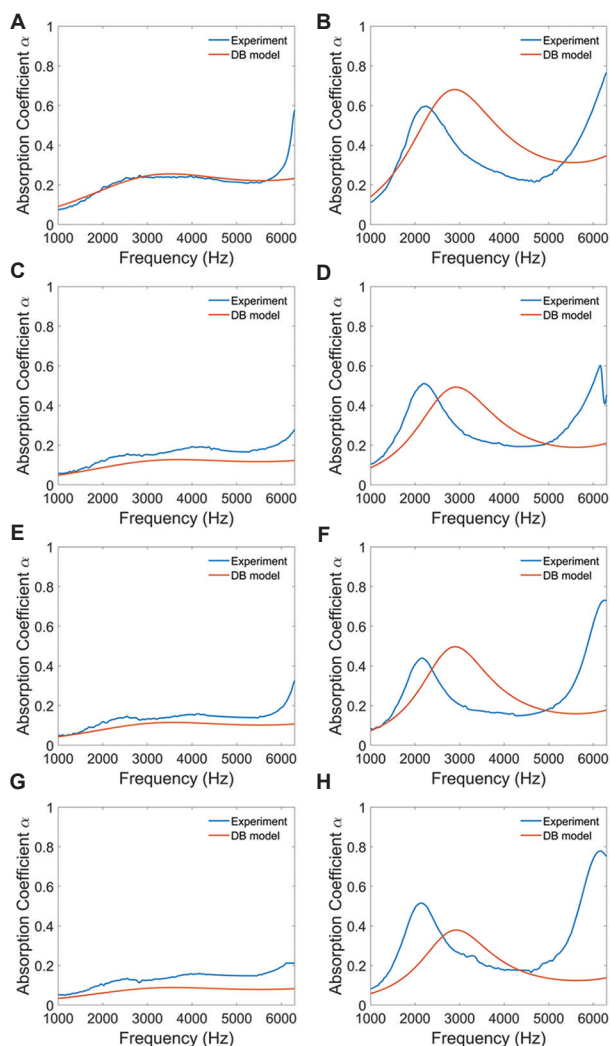 A
Absorption Coefficient α
1
0.8
0.6
0.4
0.2
0
Experiment
DB model
1000 2000 3000 4000 5000 6000
Frequency (Hz)
B
Absorption Coefficient α
1
0.8
0.6
0.4
0.2
0
Experiment
DB model
1000 2000 3000 4000 5000 6000
Frequency (Hz)
C
Absorption Coefficient α
1
0.8
0.6
0.4
0.2
0
Experiment
DB model
1000 2000 3000 4000 5000 6000
Frequency (Hz)
D
Absorption Coefficient α
1
0.8
0.6
0.4
0.2
0
Experiment
DB model
1000 2000 3000 4000 5000 6000
Frequency (Hz)
E
Absorption Coefficient α
1
0.8
0.6
0.4
0.2
0
Experiment
DB model
1000 2000 3000 4000 5000 6000
Frequency (Hz)
F
Absorption Coefficient α
1
0.8
0.6
0.4
0.2
0
Experiment
DB model
1000 2000 3000 4000 5000 6000
Frequency (Hz)
G
Absorption Coefficient α
1
0.8
0.6
0.4
0.2
0
Experiment
DB model
1000 2000 3000 4000 5000 6000
Frequency (Hz)
H
Absorption Coefficient α
1
0.8
0.6
0.4
0.2
0
Experiment
DB model
1000 2000 3000 4000 5000 6000
Frequency (Hz)